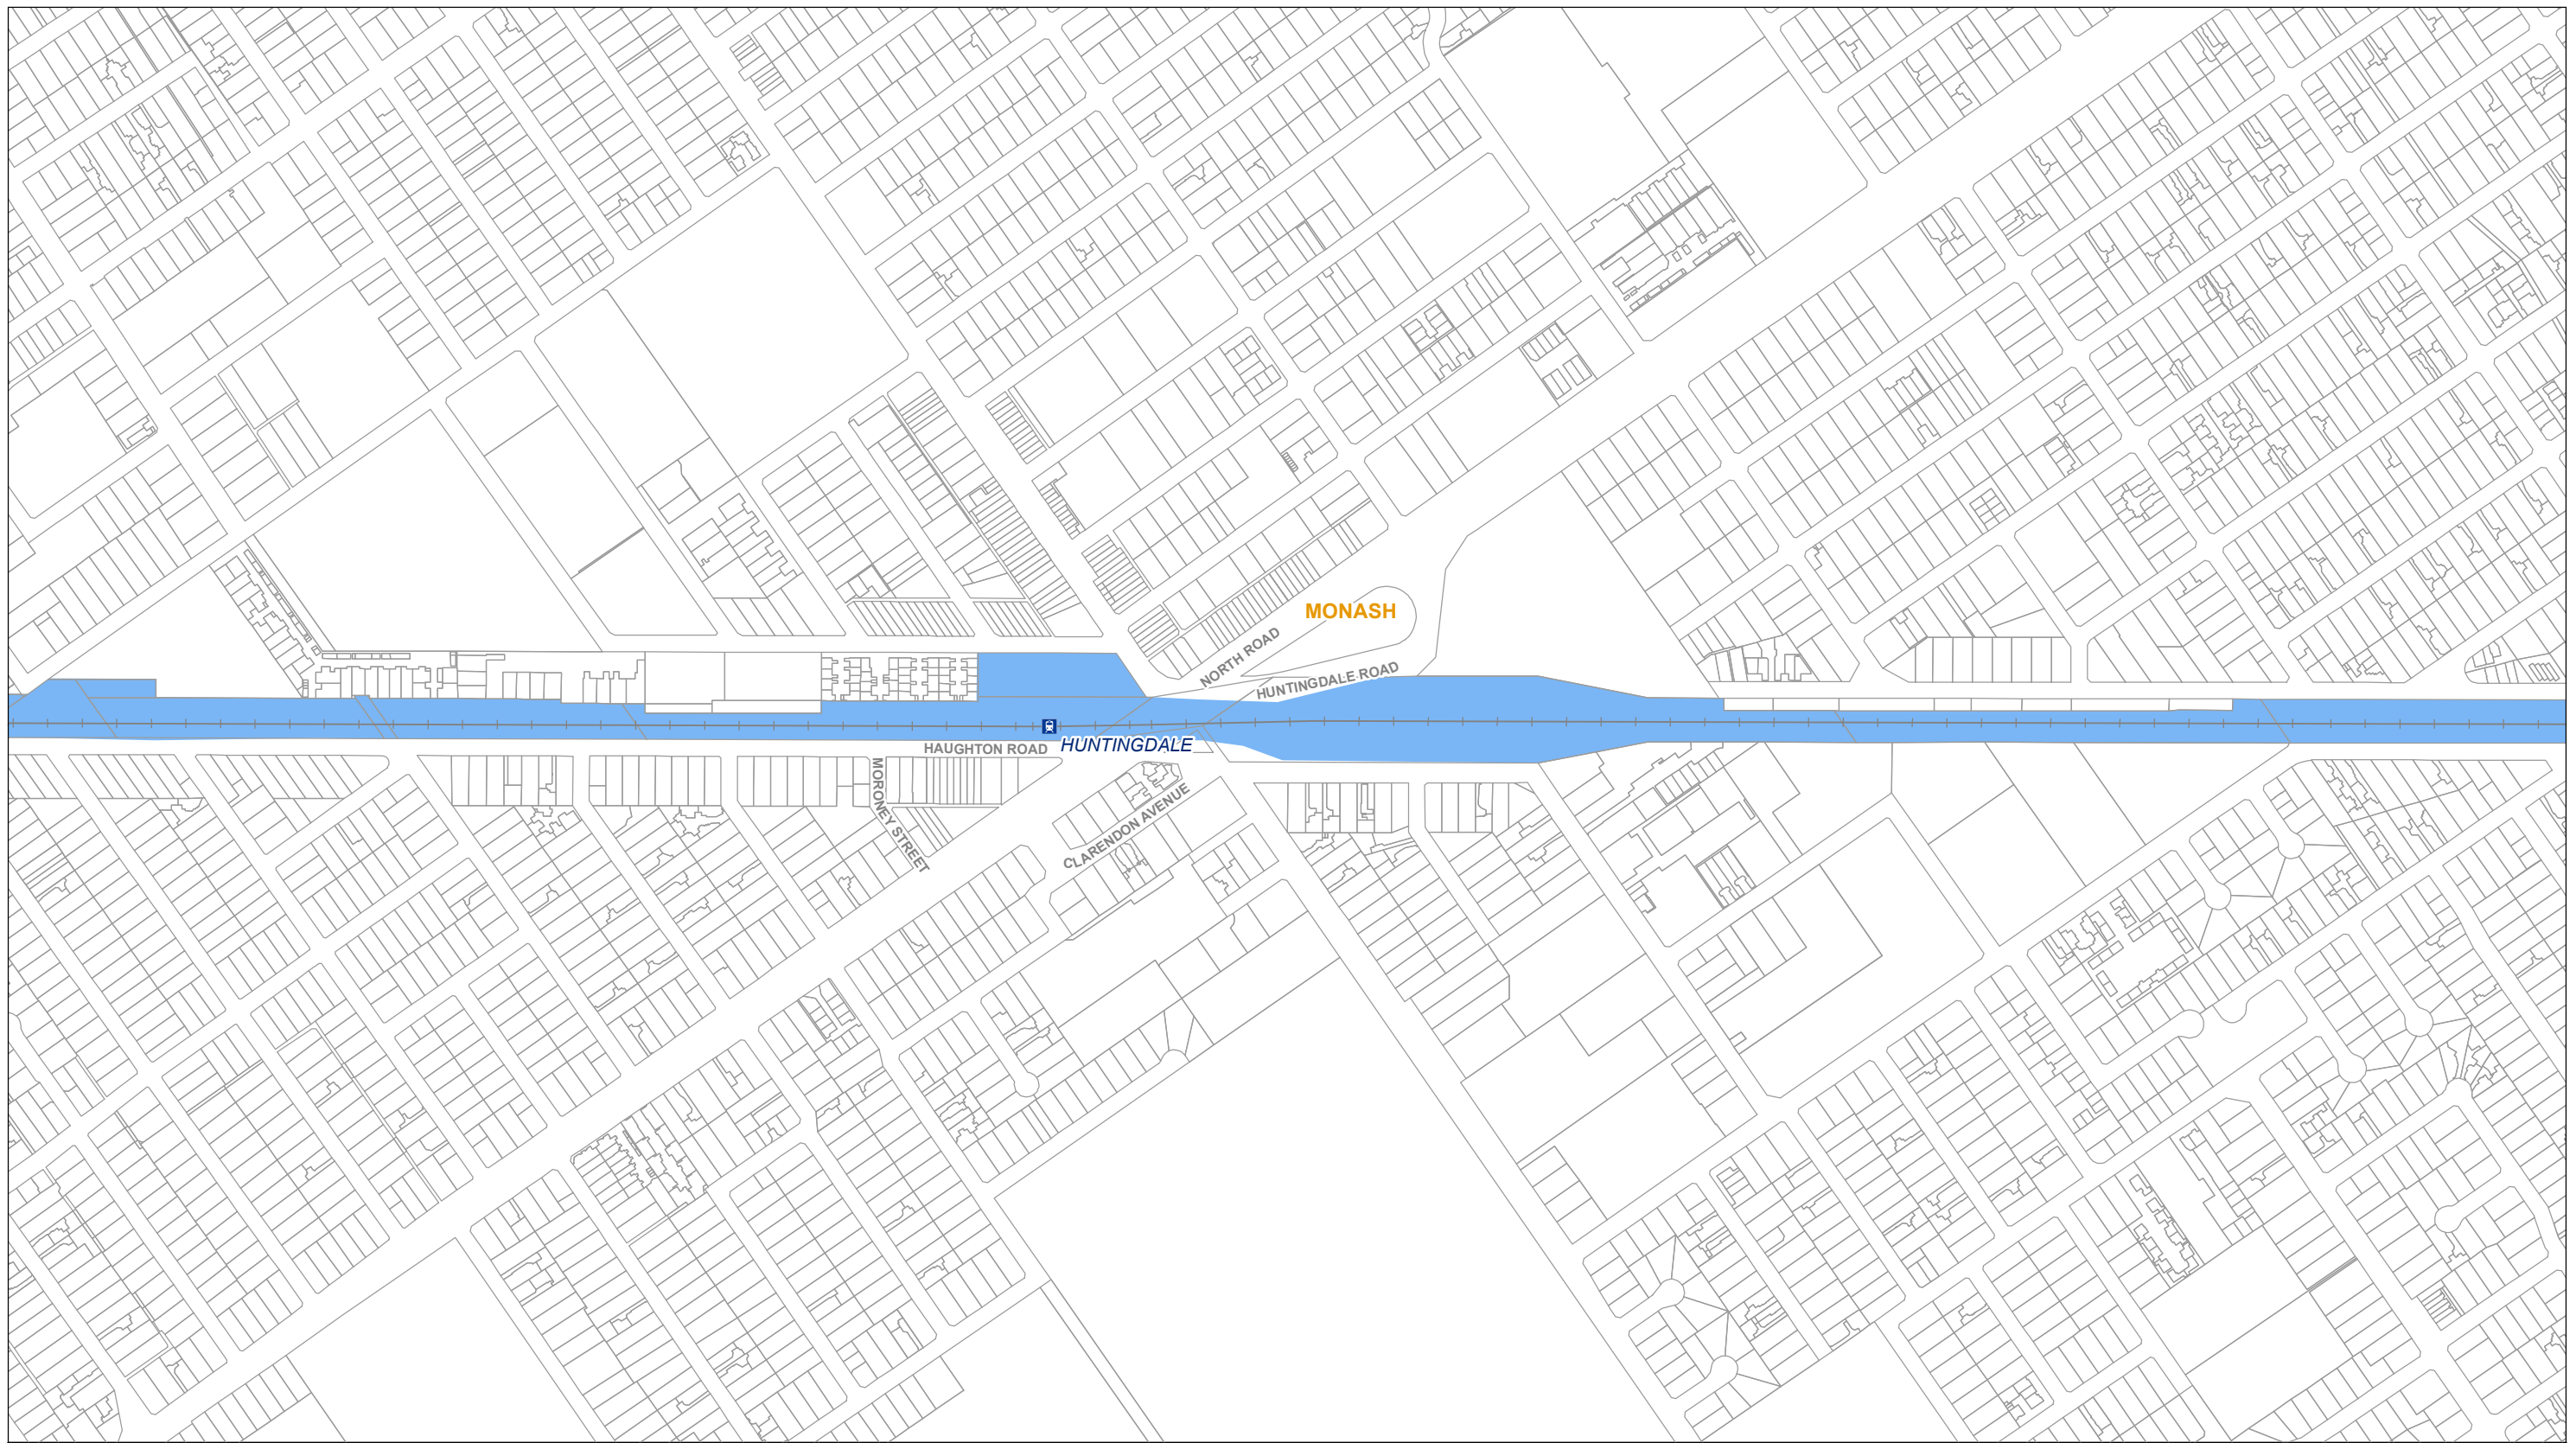 MONASH
NORTH ROAD
HUNTINGDALE ROAD
HAUGHTON ROAD
HUNTINGDALE
MORONEY STREET
CLARENDON AVENUE